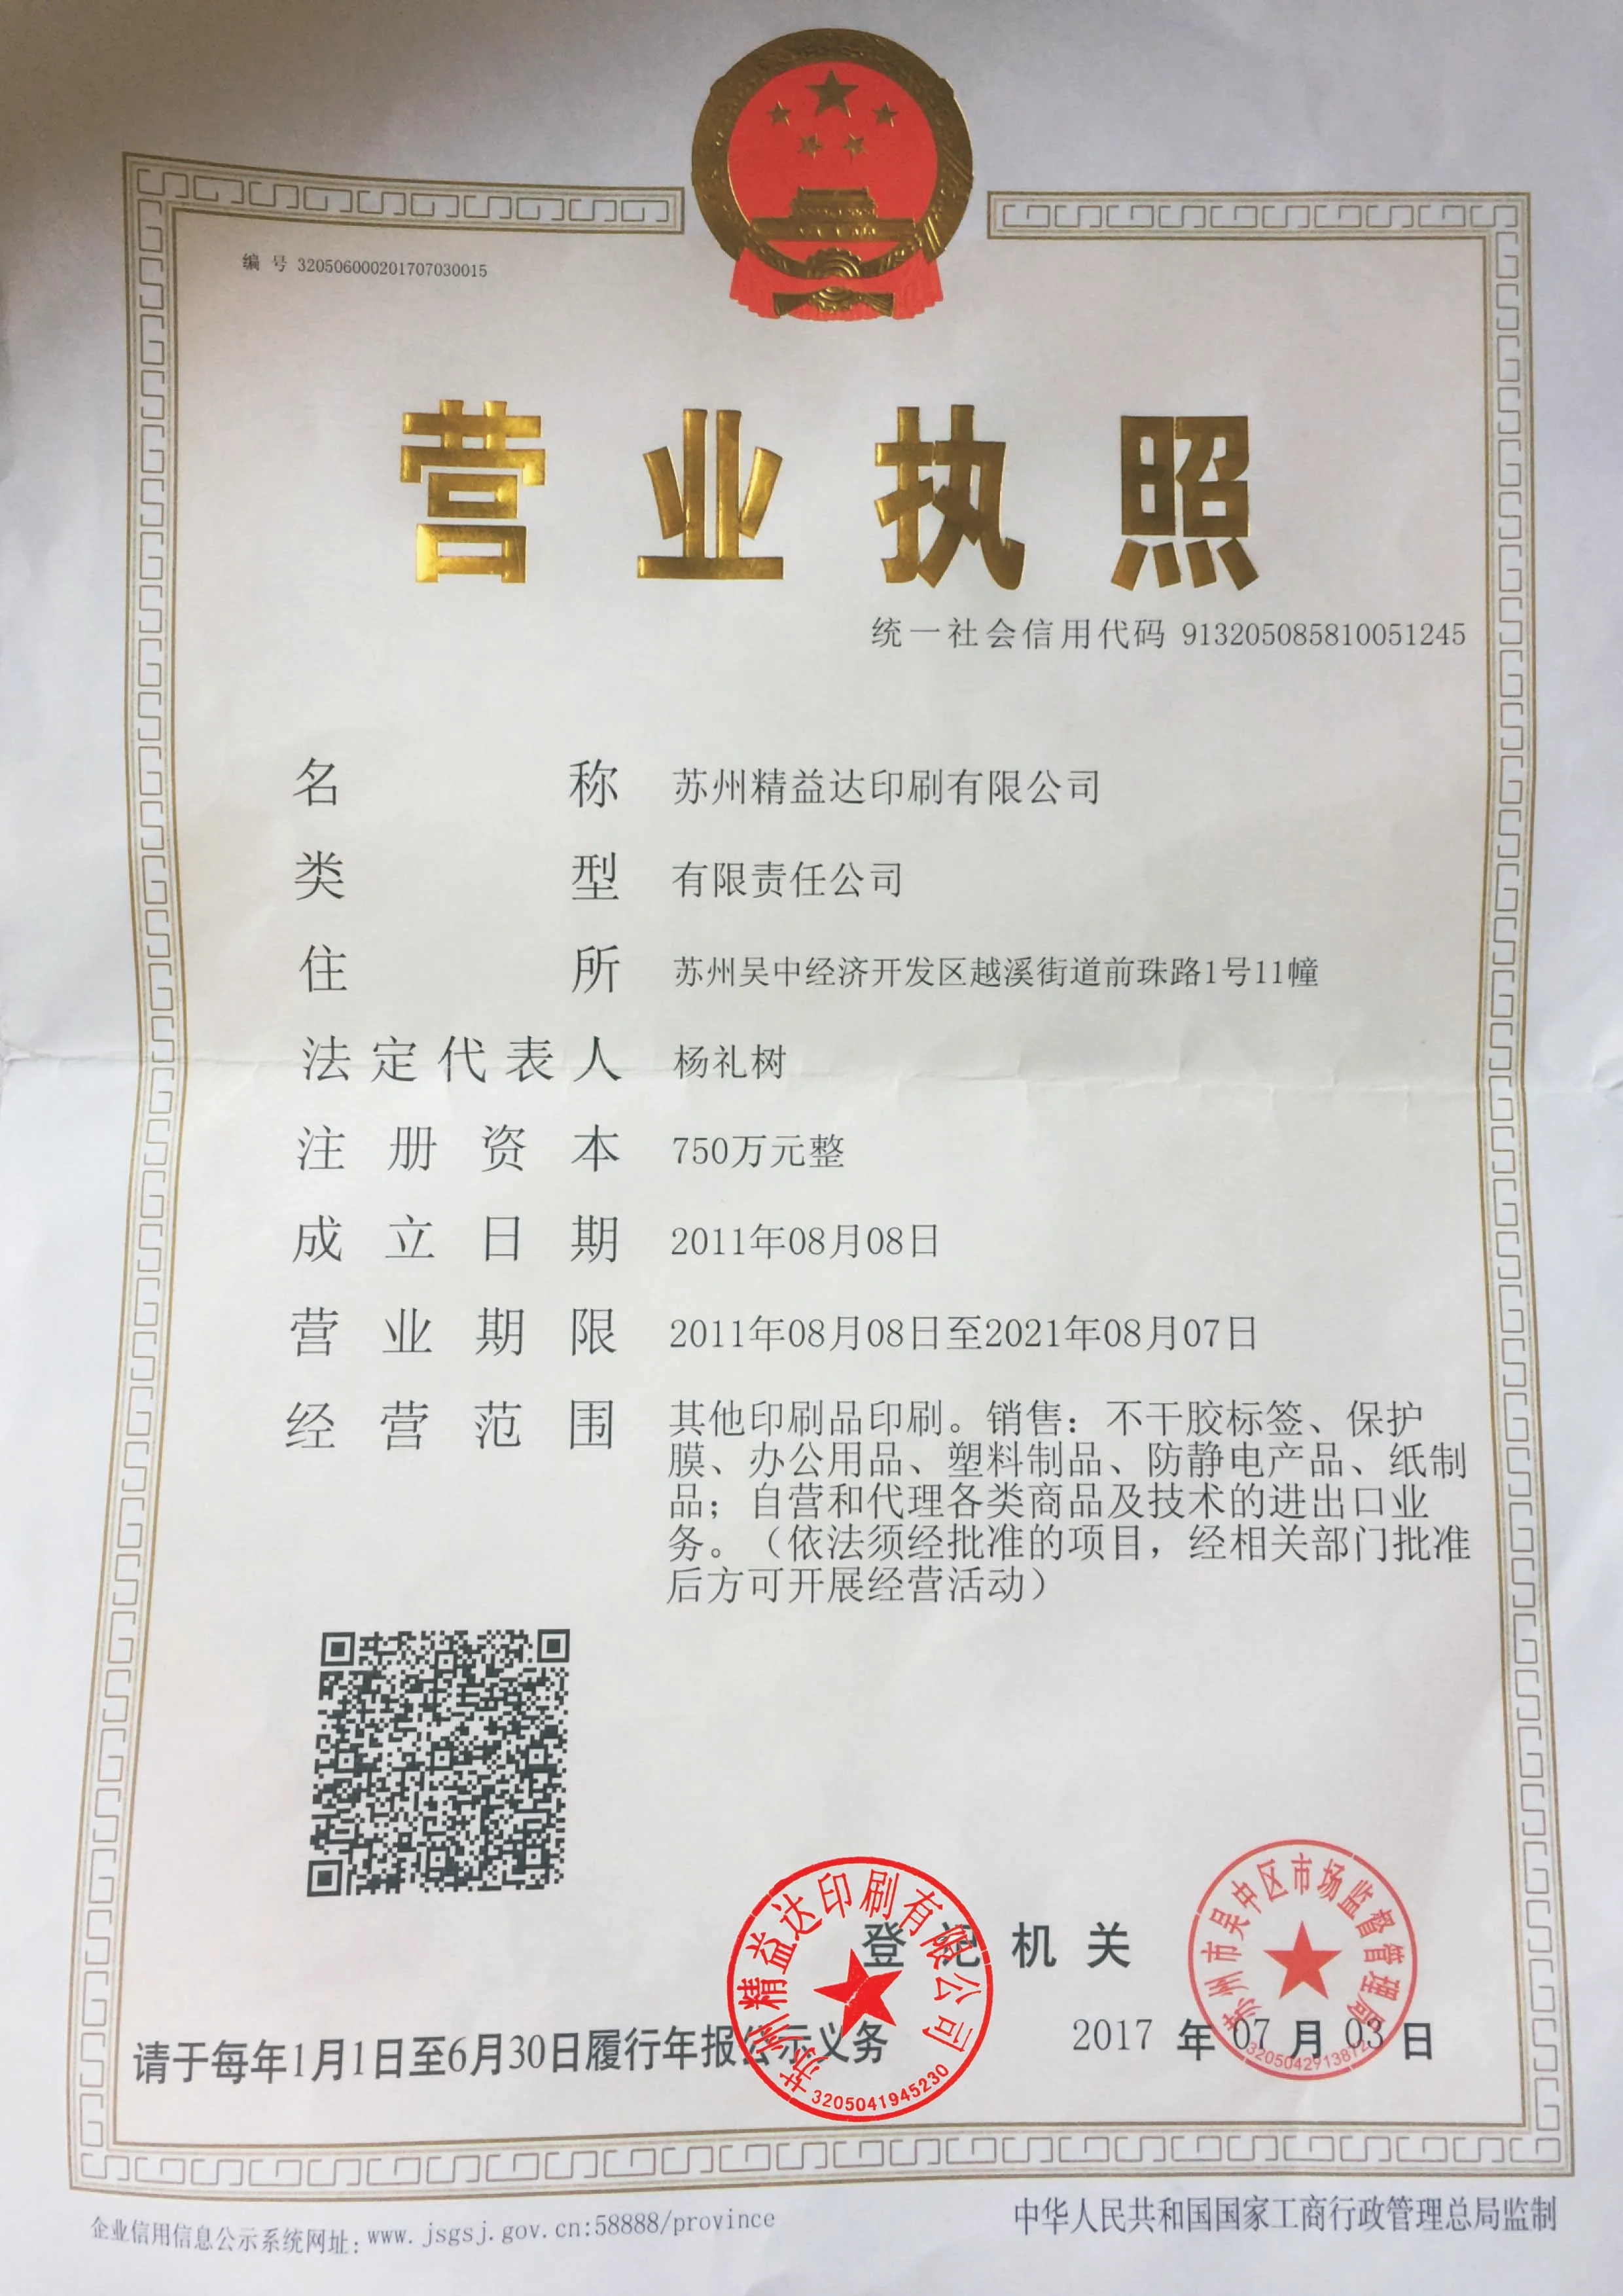 编号 320506000201707030015
营业执照
统一社会信用代码 913205085810051245
名称 苏州精益达印刷有限公司
类型 有限责任公司
住所 苏州吴中经济开发区越溪街道前珠路1号11幢
法定代表人 杨礼树
注册资本 750万元整
成立日期 2011年08月08日
营业期限 2011年08月08日至2021年08月07日
经营范围 其他印刷品印刷。销售：不干胶标签、保护
膜、办公用品、塑料制品、防静电产品、纸制
品；自营和代理各类商品及技术的进出口业
务。（依法须经批准的项目，经相关部门批准
后方可开展经营活动）
登记机关
苏州精益达印刷有限公司
3205041945230
苏州市吴中区市场监督管理局
请于每年1月1日至6月30日履行年报公示义务
2017年07月03日
企业信用信息公示系统网址：www.jsgsj.gov.cn:58888/province
中华人民共和国国家工商行政管理总局监制